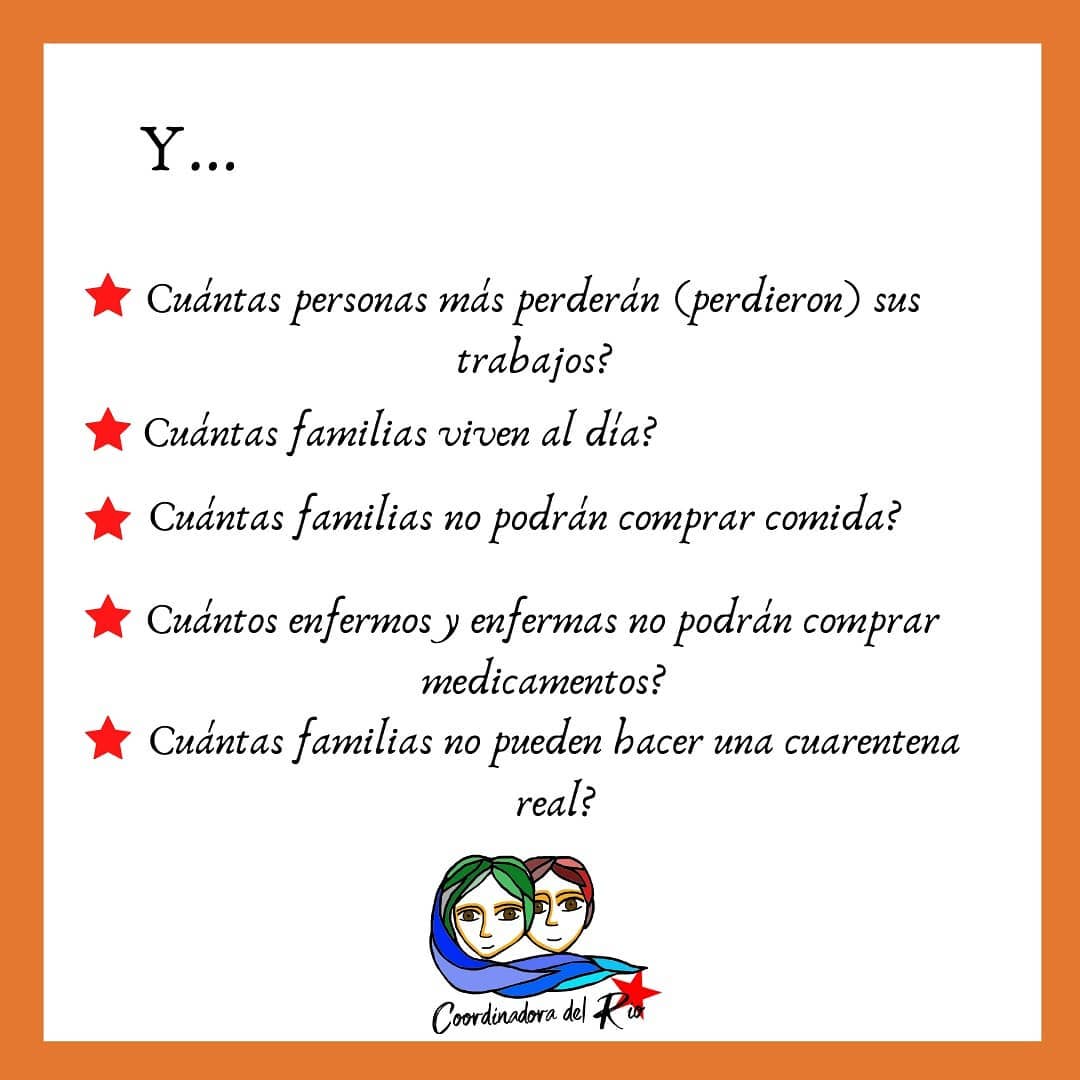 Y...
Cuántas personas más perderán (perdieron) sus
trabajos?
Cuántas familias viven al día?
Cuántas familias no podrán comprar comida?
Cuántos enfermos y enfermas no podrán comprar
medicamentos?
Cuántas familias no pueden hacer una cuarentena
real?
Coordinadora del Río